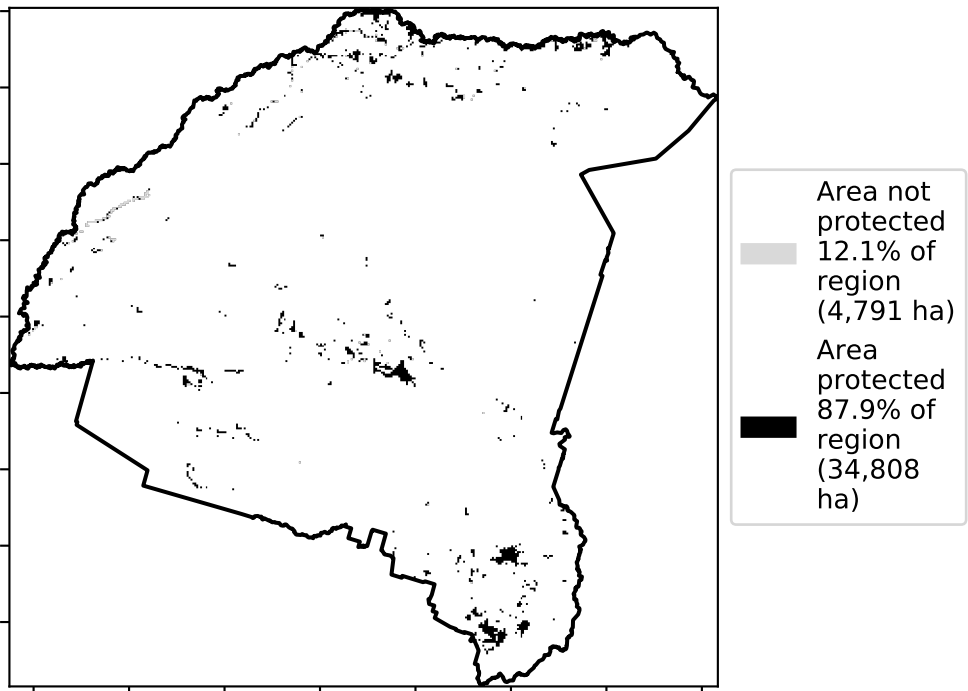 Area not
protected
12.1% of
region
(4,791 ha)
Area
protected
87.9% of
region
(34,808
ha)